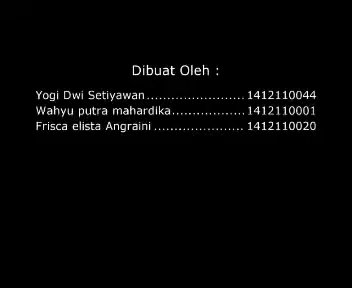 Dibuat Oleh :
Yogi Dwi Setiyawan........................ 1412110044
Wahyu putra mahardika.................. 1412110001
Frisca elista Angraini ...................... 1412110020